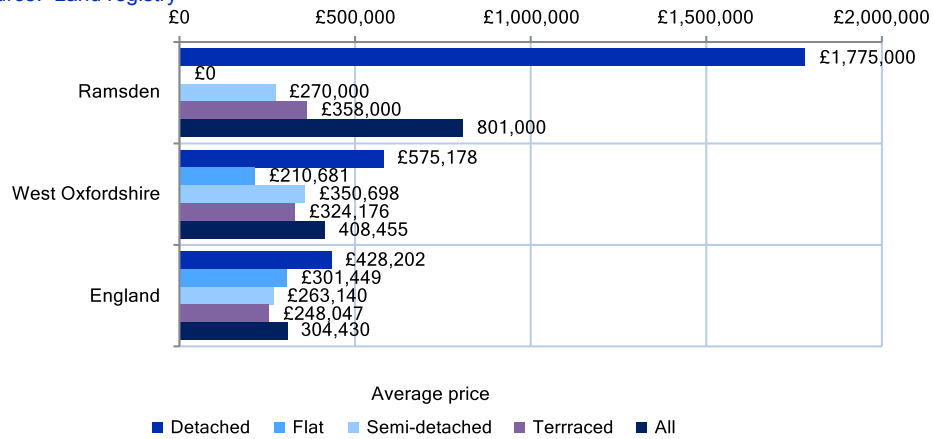 Land registry
£0 £500,000 £1,000,000 £1,500,000 £2,000,000
£1,775,000
£0
Ramsden
£270,000
£358,000
801,000
£575,178
£210,681
West Oxfordshire
£350,698
£324,176
408,455
£428,202
£301,449
England
£263,140
£248,047
304,430
Average price
Detached Flat Semi-detached Terrraced All